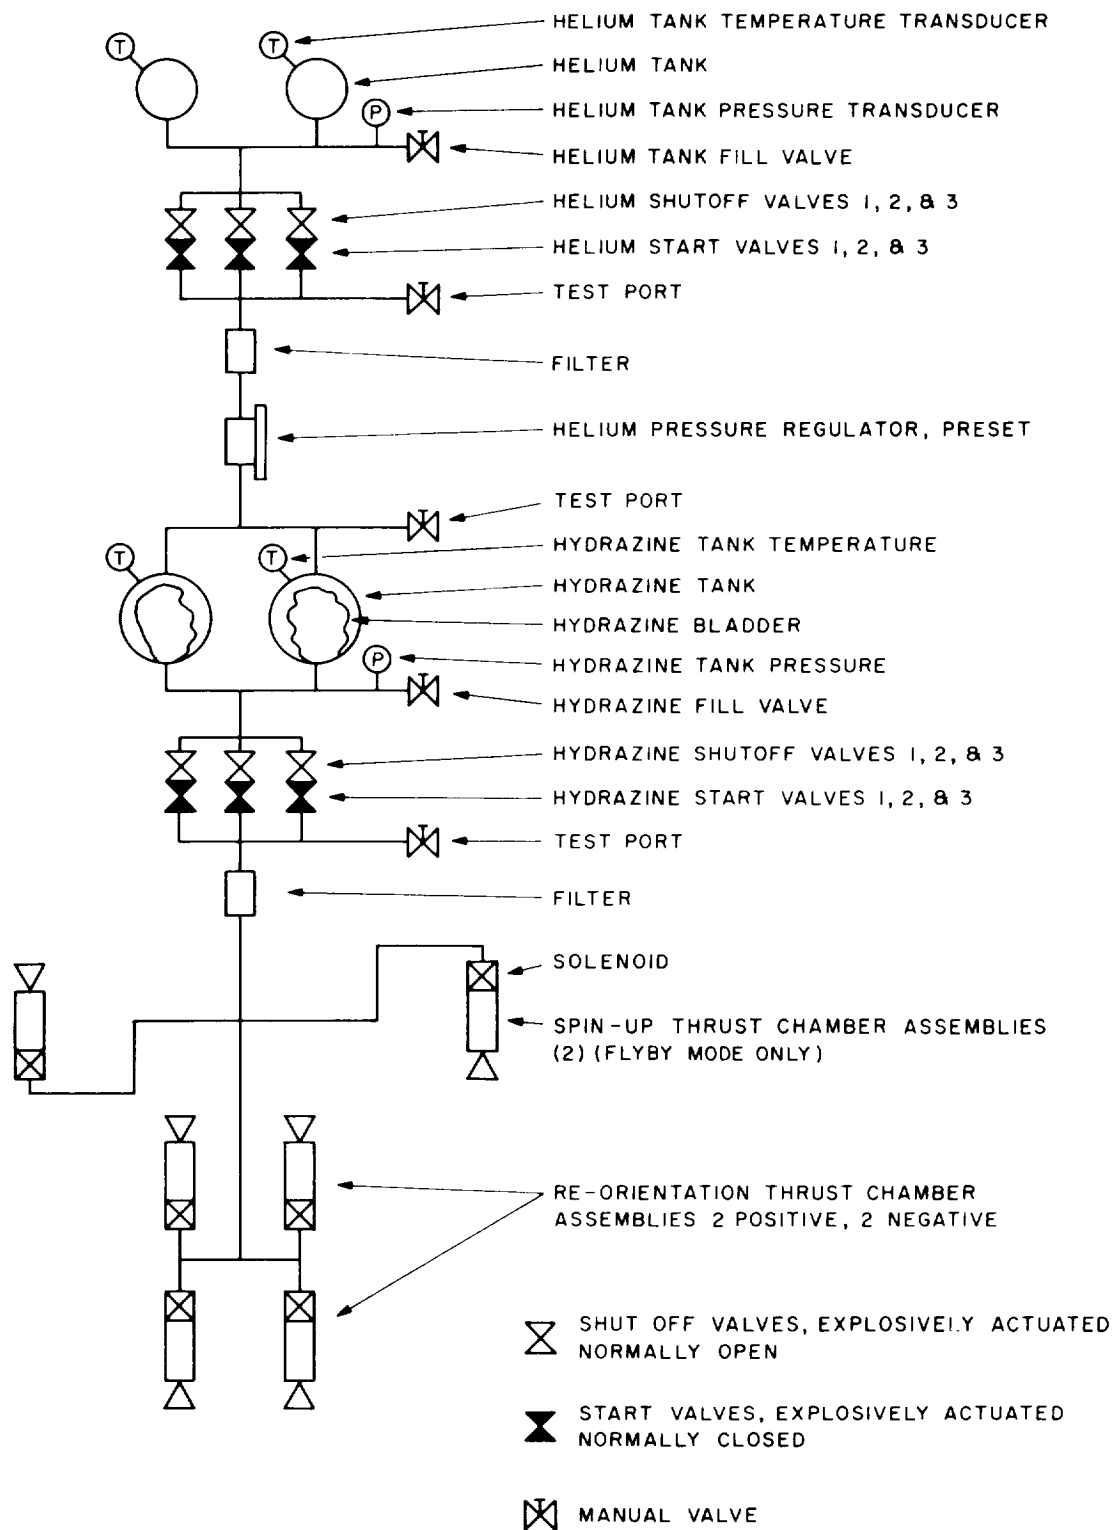 T
T
HELIUM TANK TEMPERATURE TRANSDUCER
HELIUM TANK
P
HELIUM TANK PRESSURE TRANSDUCER
HELIUM TANK FILL VALVE
HELIUM SHUTOFF VALVES 1, 2, & 3
HELIUM START VALVES 1, 2, & 3
TEST PORT
FILTER
HELIUM PRESSURE REGULATOR, PRESET
TEST PORT
T
T
HYDRAZINE TANK TEMPERATURE
HYDRAZINE TANK
HYDRAZINE BLADDER
P
HYDRAZINE TANK PRESSURE
HYDRAZINE FILL VALVE
HYDRAZINE SHUTOFF VALVES 1, 2, & 3
HYDRAZINE START VALVES 1, 2, & 3
TEST PORT
FILTER
SOLENOID
SPIN-UP THRUST CHAMBER ASSEMBLIES
(2) (FLYBY MODE ONLY)
RE-ORIENTATION THRUST CHAMBER
ASSEMBLIES 2 POSITIVE, 2 NEGATIVE
SHUT OFF VALVES, EXPLOSIVELY ACTUATED
NORMALLY OPEN
START VALVES, EXPLOSIVELY ACTUATED
NORMALLY CLOSED
MANUAL VALVE